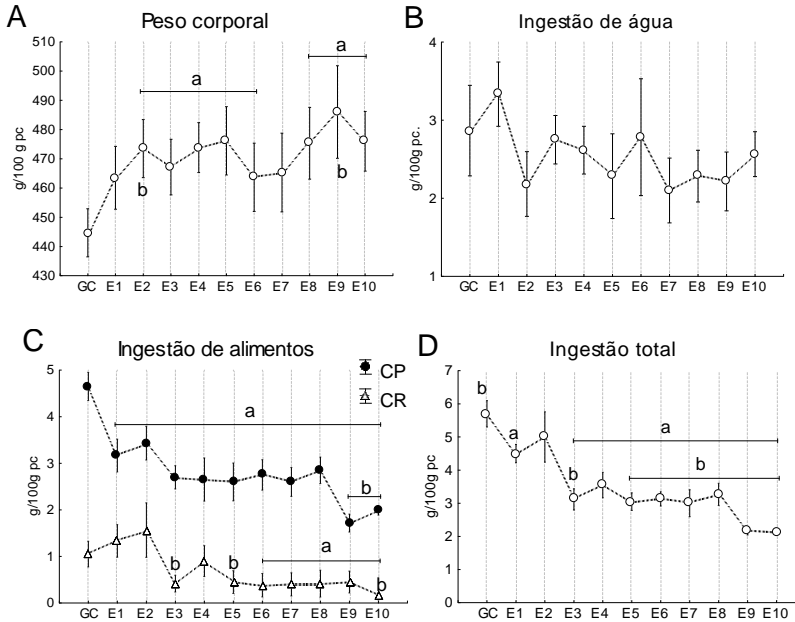 A
Peso corporal
510
500
490
480
470
460
450
440
430
g/100 g pc
a
a
b
b
GC E1 E2 E3 E4 E5 E6 E7 E8 E9 E10
B
Ingestão de água
4
3
2
1
g/100g pc.
GC E1 E2 E3 E4 E5 E6 E7 E8 E9 E10
C
Ingestão de alimentos
CP
CR
5
4
3
2
1
0
g/100g pc
a
b
a
b
b
b
GC E1 E2 E3 E4 E5 E6 E7 E8 E9 E10
D
Ingestão total
7
6
5
4
3
2
1
0
g/100g pc
b
a
a
b
b
GC E1 E2 E3 E4 E5 E6 E7 E8 E9 E10